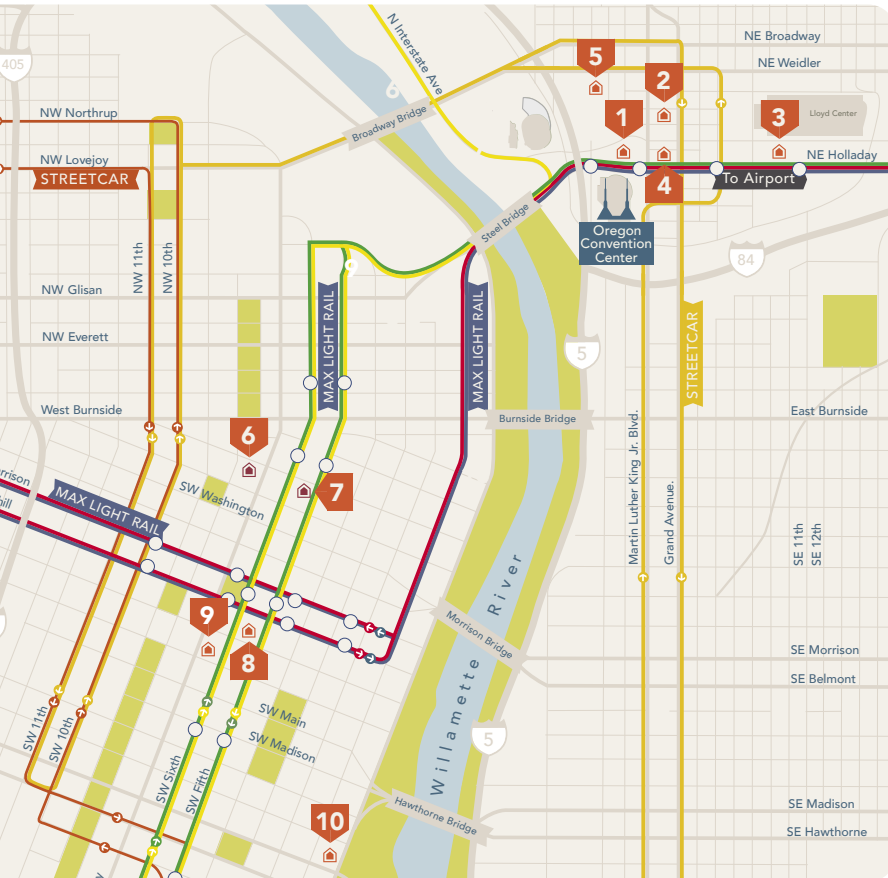 N Interstate Ave
NE Broadway
5
405
NE Weidler
2
6
NW Northrup
1
3
Lloyd Center
Broadway Bridge
NW Lovejoy
NE Holladay
STREETCAR
4
To Airport
Steel Bridge
Oregon
Convention
Center
NW 11th
NW 10th
84
9
NW Glisan
MAX LIGHT RAIL
MAX LIGHT RAIL
NW Everett
5
STREETCAR
West Burnside
Burnside Bridge
East Burnside
6
Martin Luther King Jr. Blvd.
Grand Avenue.
rrison
hill
MAX LIGHT RAIL
SW Washington
7
SE 11th
SE 12th
Willamette River
9
Morrison Bridge
8
SE Morrison
SE Belmont
SW Main
SW 11th
SW 10th
SW Madison
5
SW Sixth
SW Fifth
Hawthorne Bridge
SE Madison
10
SE Hawthorne